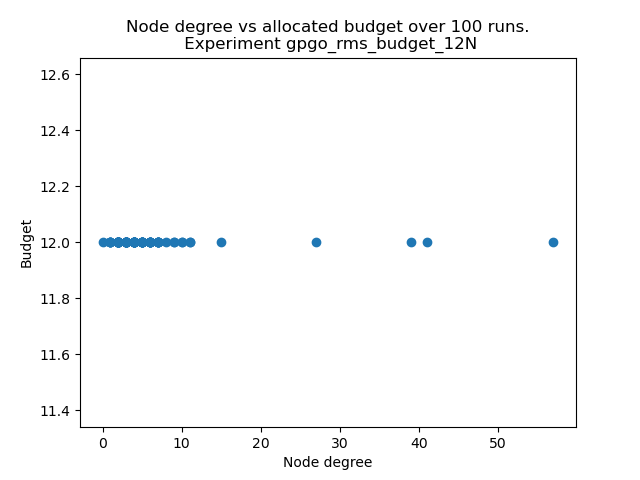 Node degree vs allocated budget over 100 runs.
Experiment gpgo_rms_budget_12N
12.6
12.4
12.2
12.0
11.8
11.6
11.4
Budget
0 10 20 30 40 50
Node degree